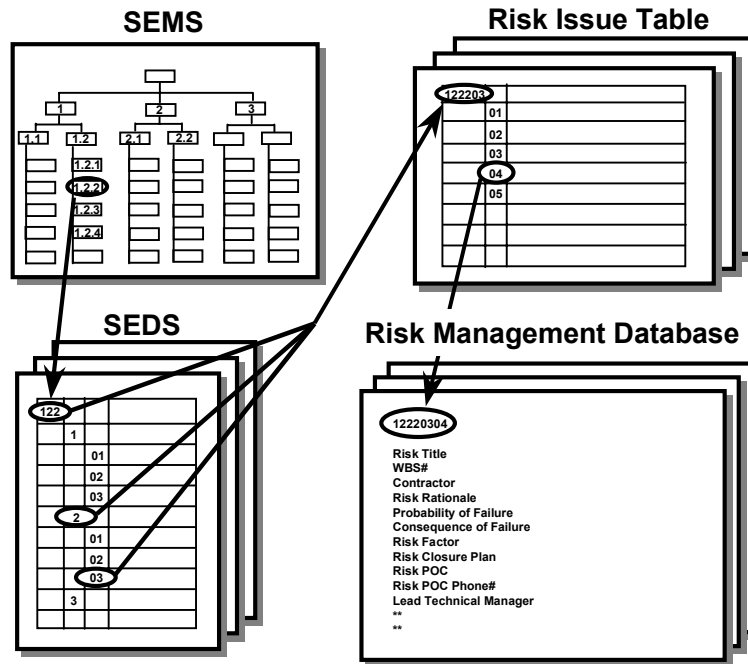 SEMS
1 2 3
1.1 1.2 2.1 2.2
1.2.1
1.2.2
1.2.3
1.2.4
Risk Issue Table
122203
01
02
03
04
05
SEDS
122
1
01
02
03
2
01
02
03
3
Risk Management Database
12220304
Risk Title
WBS#
Contractor
Risk Rationale
Probability of Failure
Consequence of Failure
Risk Factor
Risk Closure Plan
Risk POC
Risk POC Phone#
Lead Technical Manager
**
**